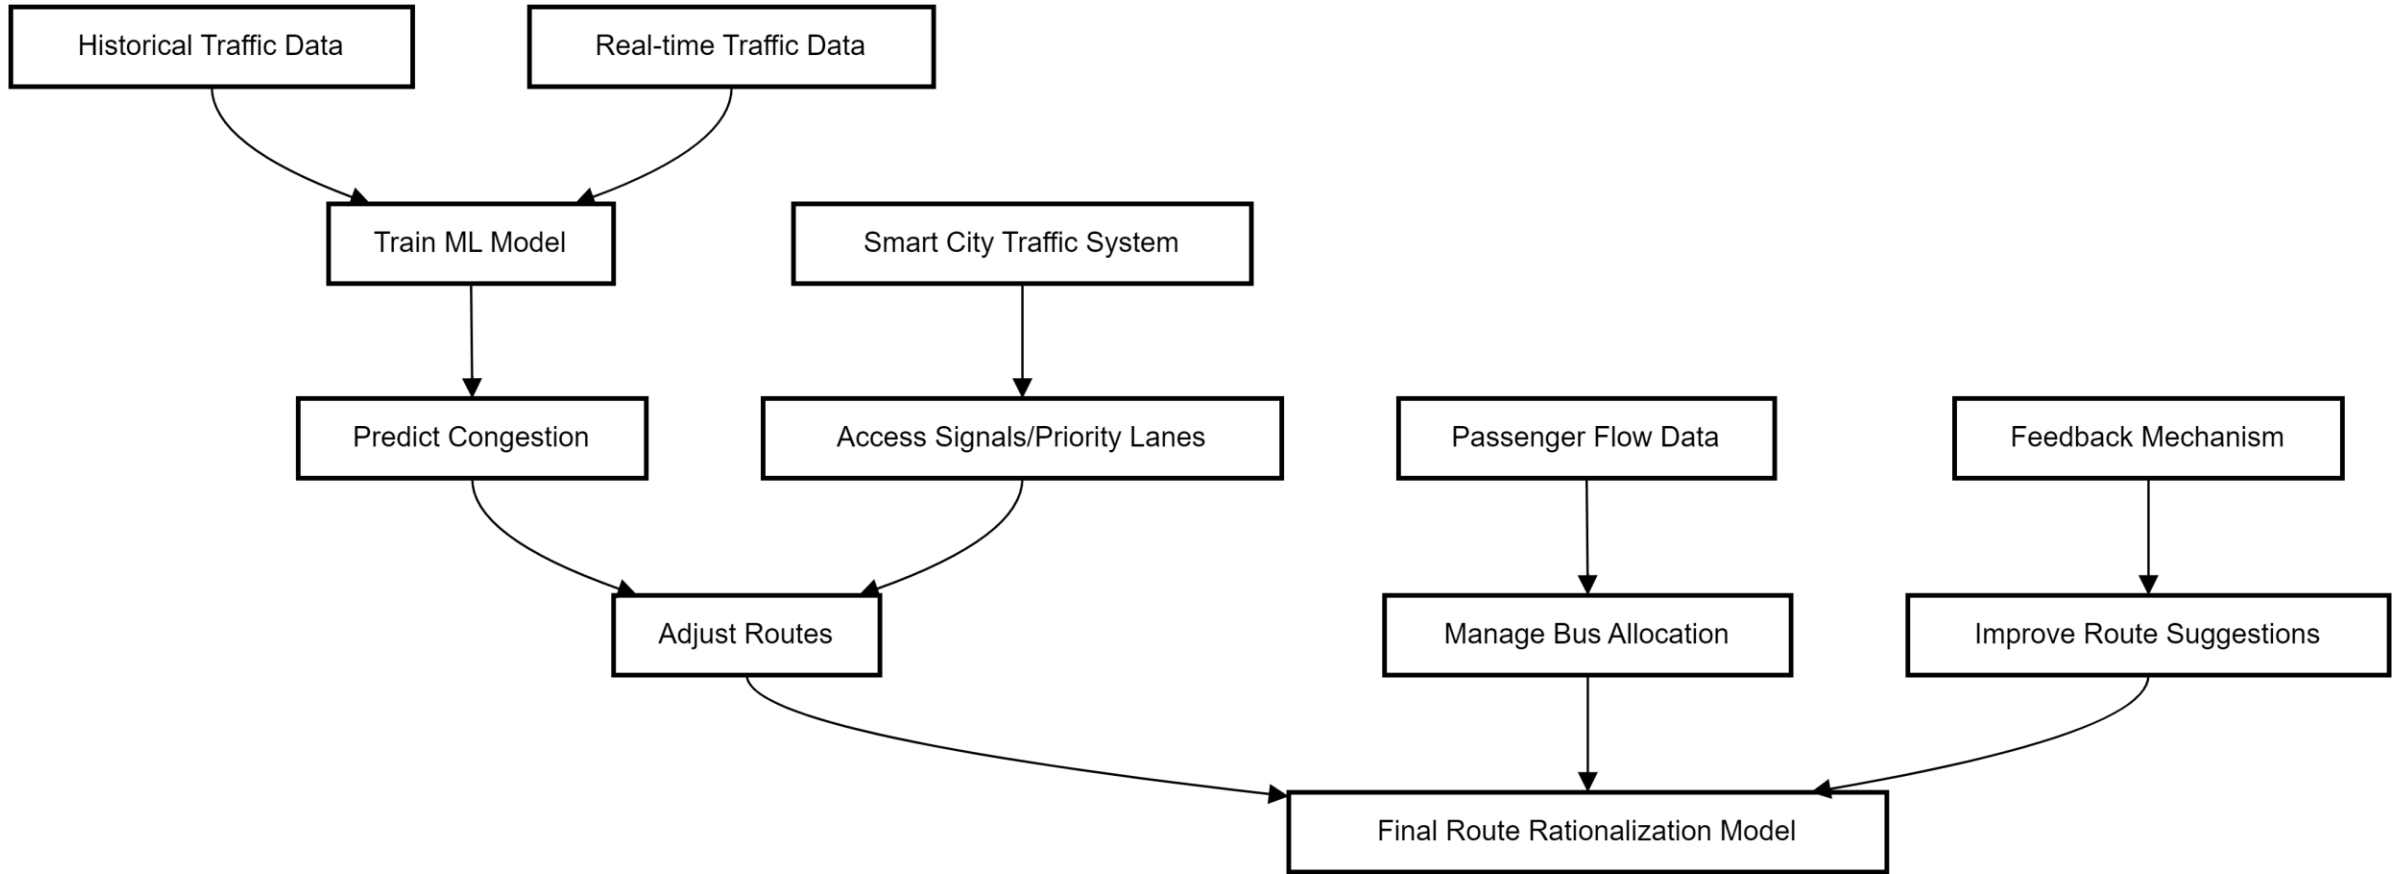 Historical Traffic Data
Real-time Traffic Data
Train ML Model
Smart City Traffic System
Predict Congestion
Access Signals/Priority Lanes
Passenger Flow Data
Feedback Mechanism
Adjust Routes
Manage Bus Allocation
Improve Route Suggestions
Final Route Rationalization Model